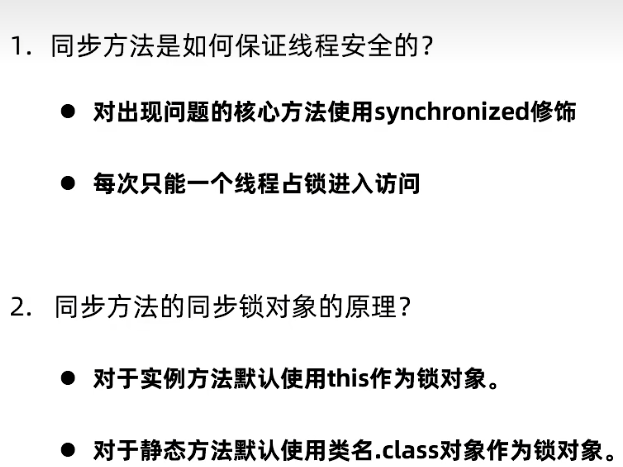 1. 同步方法是如何保证线程安全的？
● 对出现问题的核心方法使用synchronized修饰
● 每次只能一个线程占锁进入访问
2. 同步方法的同步锁对象的原理？
● 对于实例方法默认使用this作为锁对象。
● 对于静态方法默认使用类名.class对象作为锁对象。